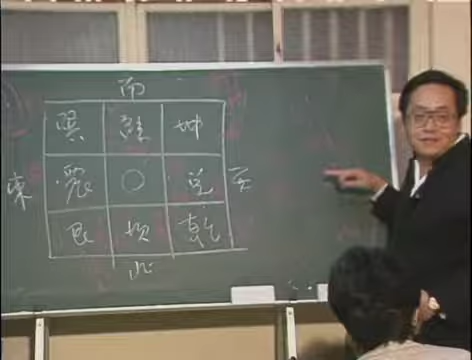 南
巽 離 坤
東 震 ○ 兌 西
艮 坎 乾
北